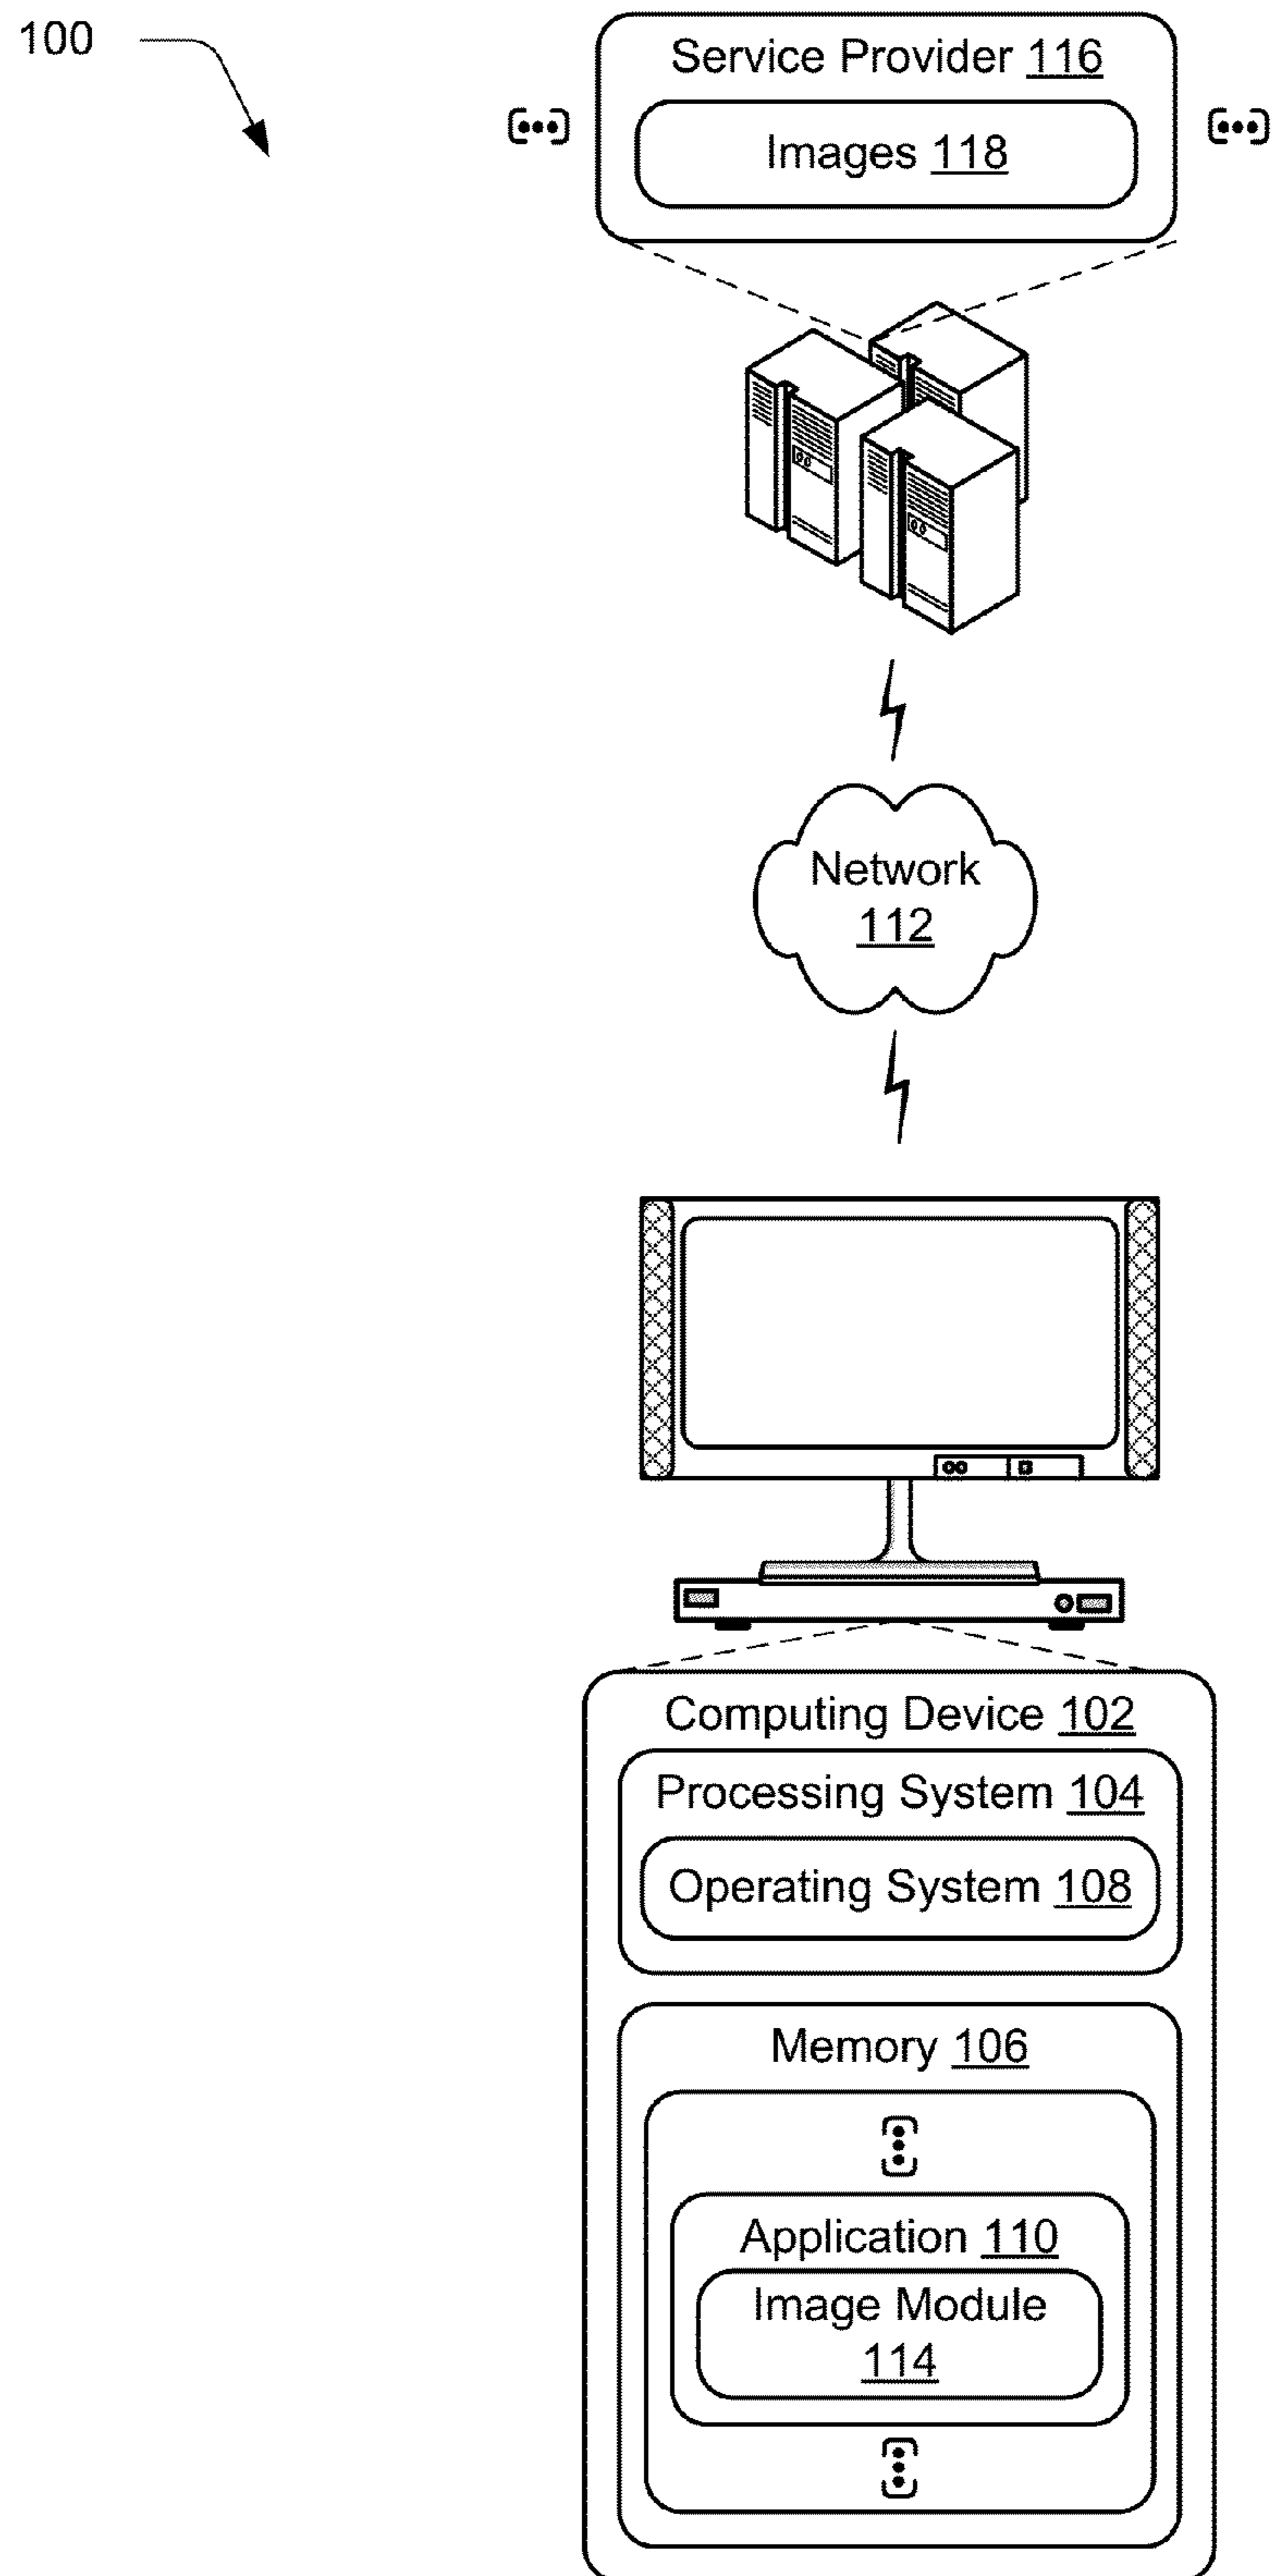 100
Service Provider 116
Images 118
Network
112
Computing Device 102
Processing System 104
Operating System 108
Memory 106
Application 110
Image Module
114